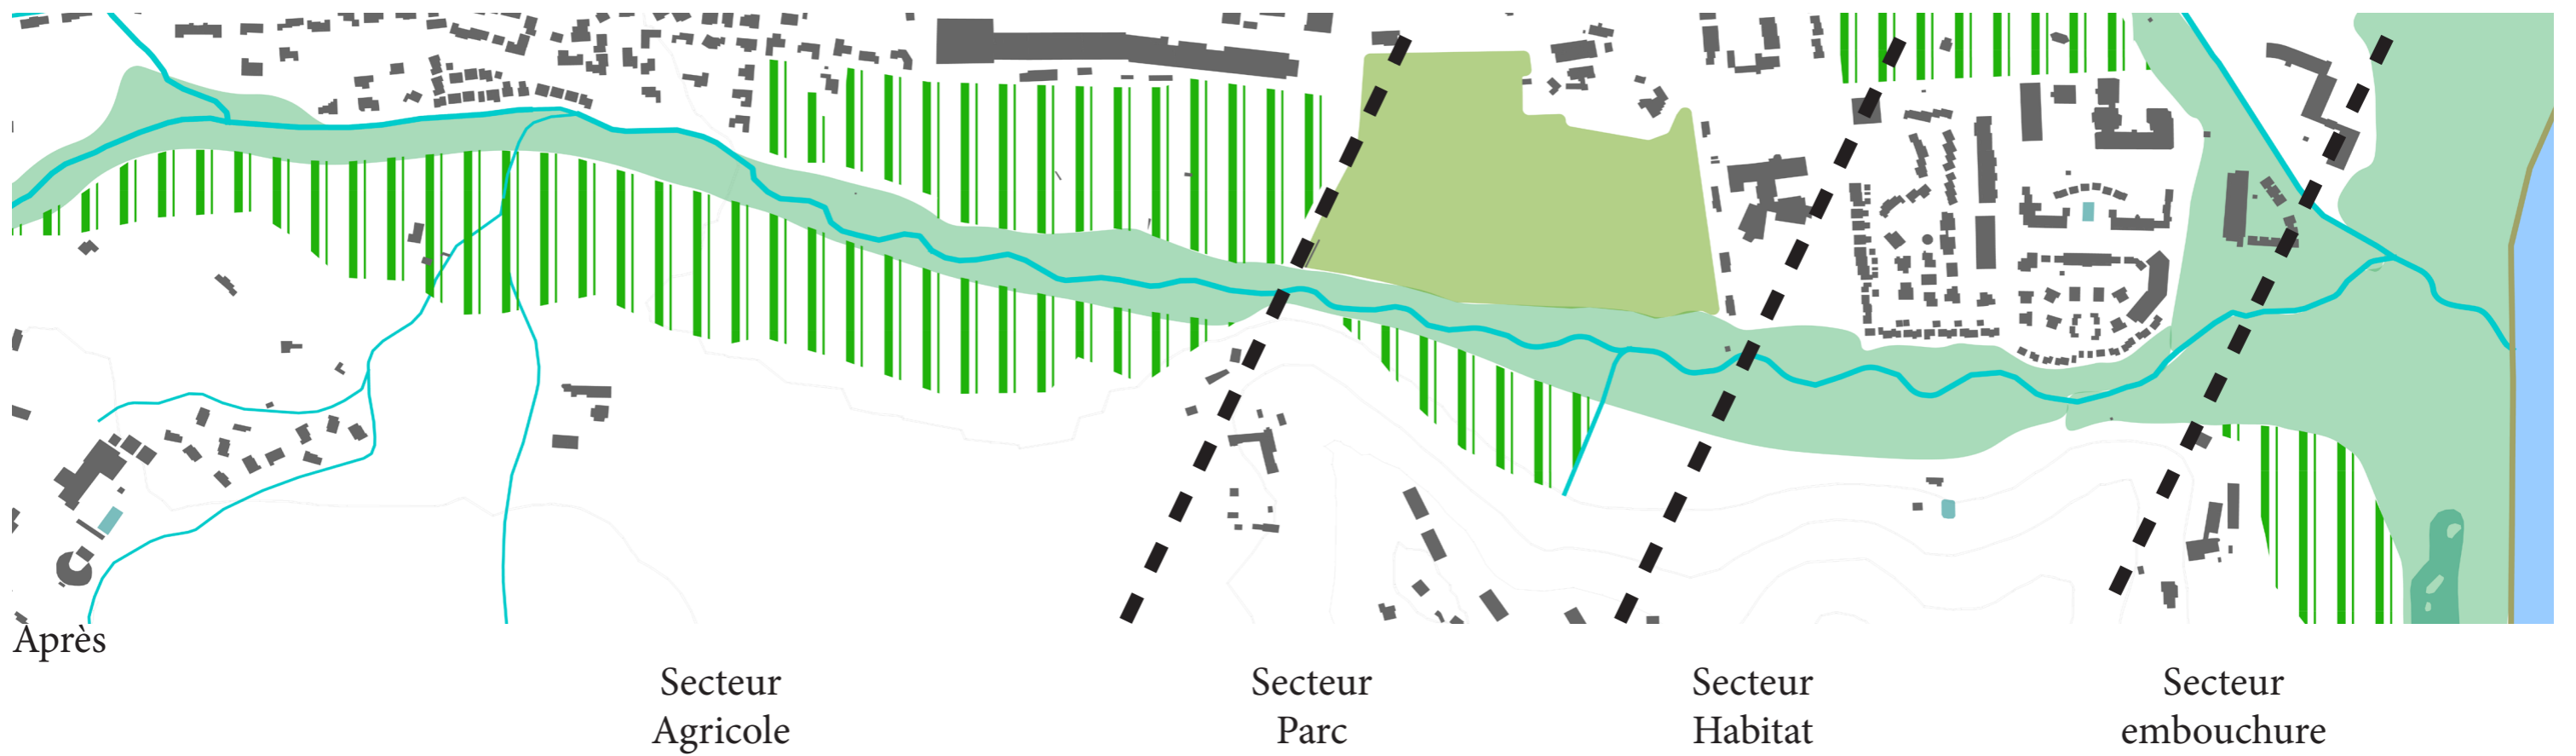 Après
Secteur
Agricole
Secteur
Parc
Secteur
Habitat
Secteur
embouchure